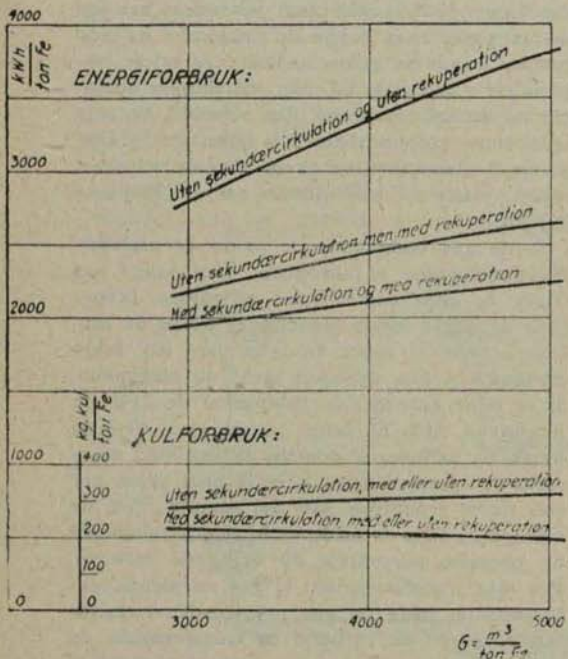 4000
kWh
ton Fe
ENERGIFORBRUK:
Uten sekundærcirkulation og uten rekuperation
3000
Uten sekundærcirkulation men med rekuperation
Med sekundærcirkulation og med rekuperation
2000
kg. kul
ton Fe
KULFORBRUK:
1000
400
Uten sekundærcirkulation, med eller uten rekuperation
300
Med sekundærcirkulation, med eller uten rekuperation
200
100
0
0
3000
4000
5000
G = m³
ton Fe.